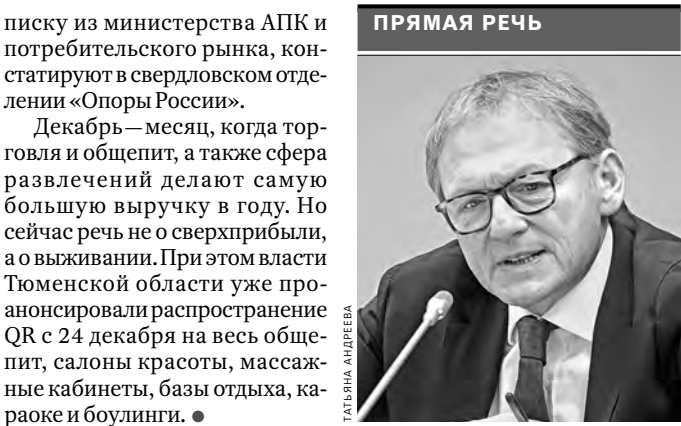 писку из министерства АПК и
потребительского рынка, кон-
статируют в свердловском отде-
лении «Опоры России».
Декабрь — месяц, когда тор-
говля и общепит, а также сфера
развлечений делают самую
большую выручку в году. Но
сейчас речь не о сверхприбыли,
а о выживании. При этом власти
Тюменской области уже про-
анонсировали распространение
QR с 24 декабря на весь обще-
пит, салоны красоты, массаж-
ные кабинеты, базы отдыха, ка-
раоке и боулинги. ●
ПРЯМАЯ РЕЧЬ
ТАТЬЯНА АНДРЕЕВА